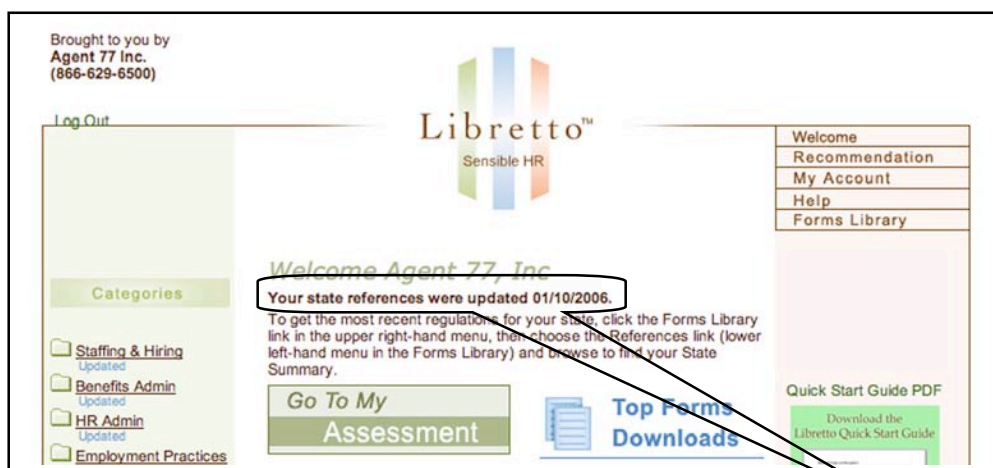 Brought to you by
Agent 77 Inc.
(866-629-6500)
Log Out
Libretto™
Sensible HR
Welcome
Recommendation
My Account
Help
Forms Library
Categories
Staffing & Hiring
Updated
Benefits Admin
Updated
HR Admin
Updated
Employment Practices
Welcome Agent 77, Inc
Your state references were updated 01/10/2006.
To get the most recent regulations for your state, click the Forms Library
link in the upper right-hand menu, then choose the References link (lower
left-hand menu in the Forms Library) and browse to find your State
Summary.
Go To My
Assessment
Top Forms
Downloads
Quick Start Guide PDF
Download the
Libretto Quick Start Guide